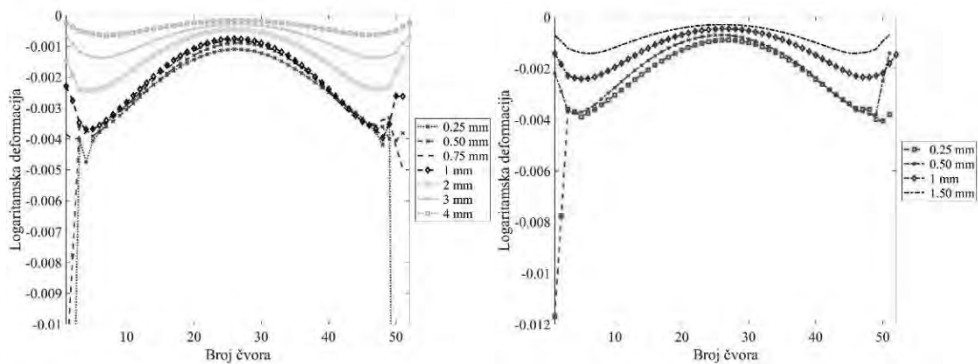 0
-0.001
-0.002
-0.003
-0.004
-0.005
-0.006
-0.007
-0.008
-0.009
-0.01
Logaritamska deformacija
10
20
30
40
50
Broj čvora
0.25 mm
0.50 mm
0.75 mm
1 mm
2 mm
3 mm
4 mm
0
-0.002
-0.004
-0.006
-0.008
-0.01
-0.012
Logaritamska deformacija
10
20
30
40
50
Broj čvora
0.25 mm
0.50 mm
1 mm
1.50 mm